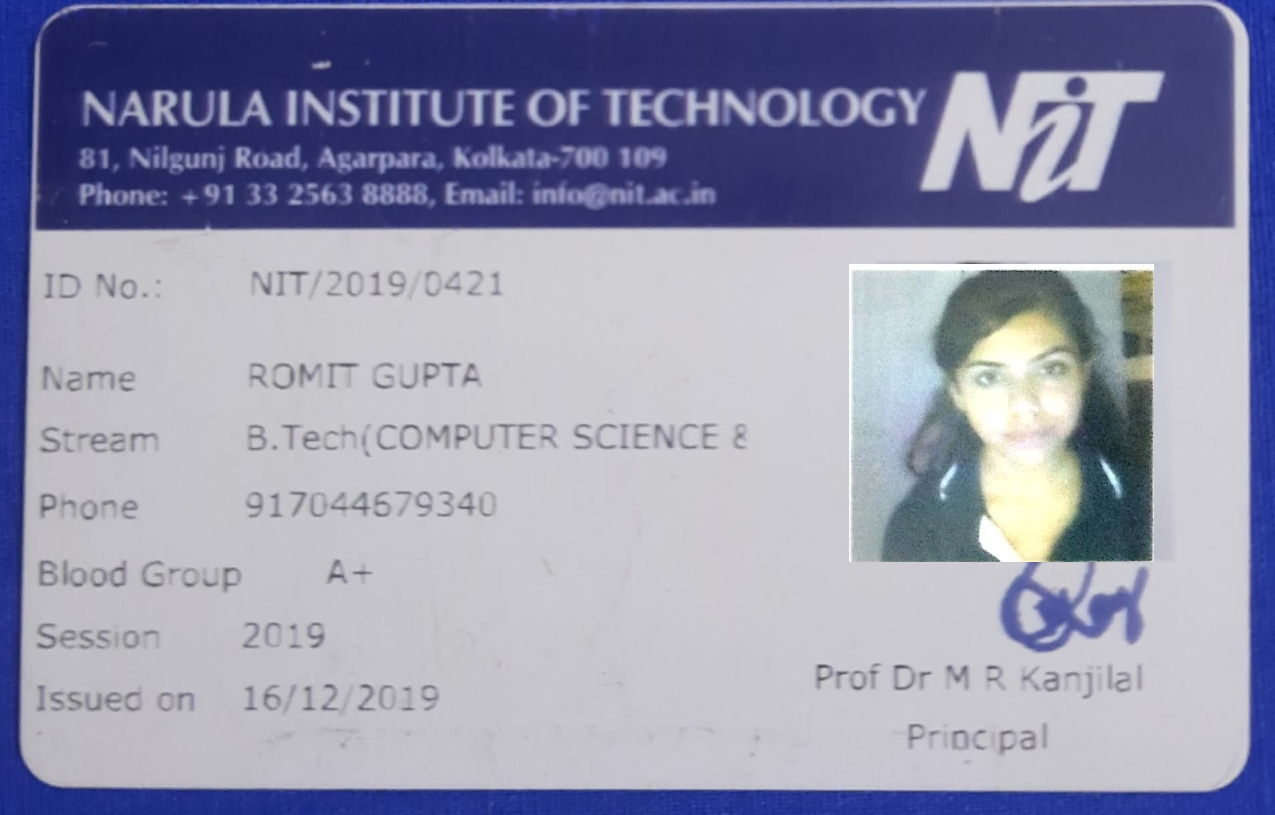 NARULA INSTITUTE OF TECHNOLOGY
NiT
81, Nilgunj Road, Agarpara, Kolkata-700 109
Phone: +91 33 2563 8888, Email: info@nit.ac.in
ID No.: NIT/2019/0421
Name ROMIT GUPTA
Stream B.Tech(COMPUTER SCIENCE &
Phone 917044679340
Blood Group A+
Session 2019
Issued on 16/12/2019
Prof Dr M R Kanjilal
Principal